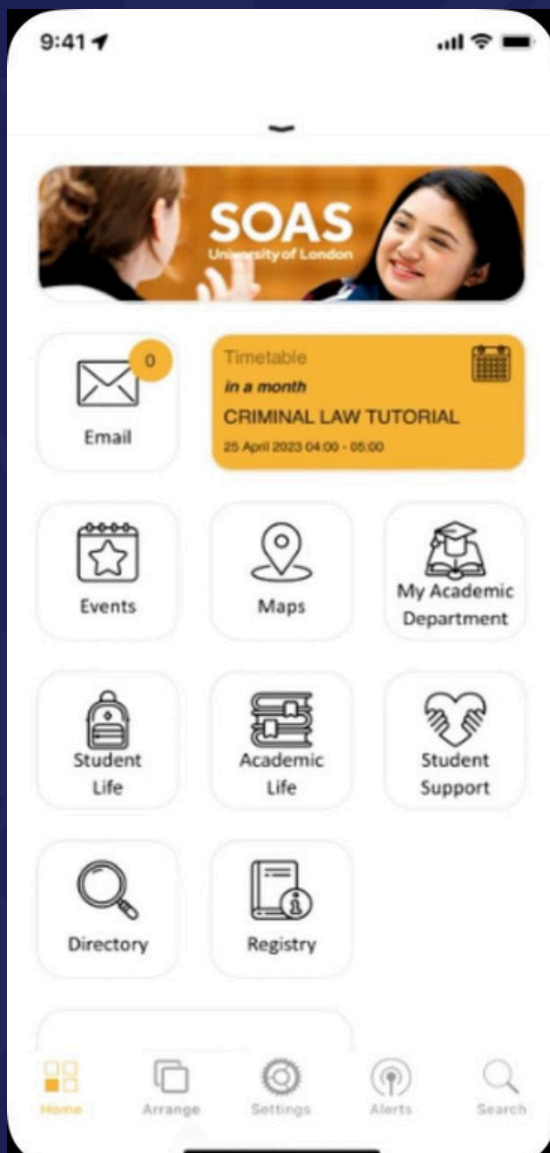 9:41
SOAS
University of London
0
Email
Timetable
in a month
CRIMINAL LAW TUTORIAL
25 April 2023 04:00 - 05:00
Events
Maps
My Academic
Department
Student
Life
Academic
Life
Student
Support
Directory
Registry
Home
Arrange
Settings
Alerts
Search